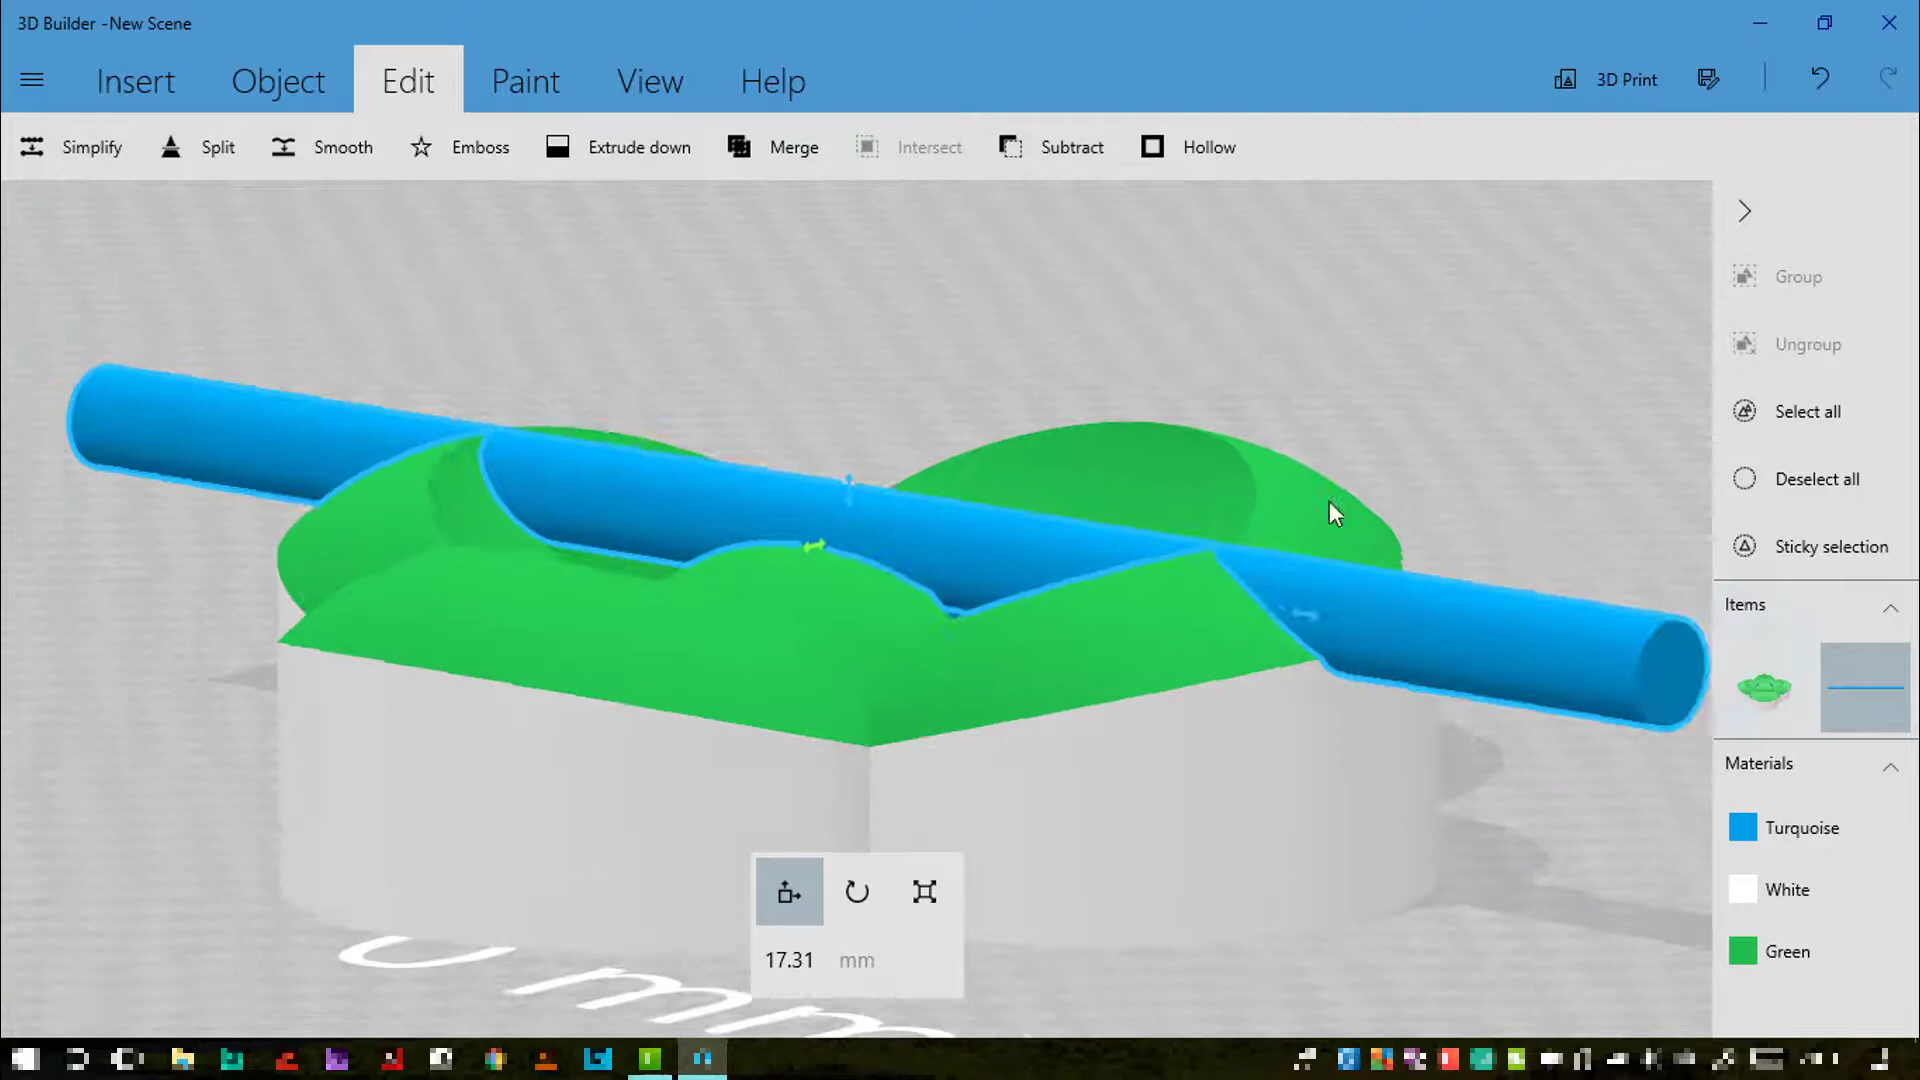 3D Builder -New Scene
Insert Object Edit Paint View Help 3D Print
Simplify Split Smooth Emboss Extrude down Merge Intersect Subtract Hollow
Group
Ungroup
Select all
Deselect all
Sticky selection
Items
Materials
Turquoise
White
Green
17.31 mm